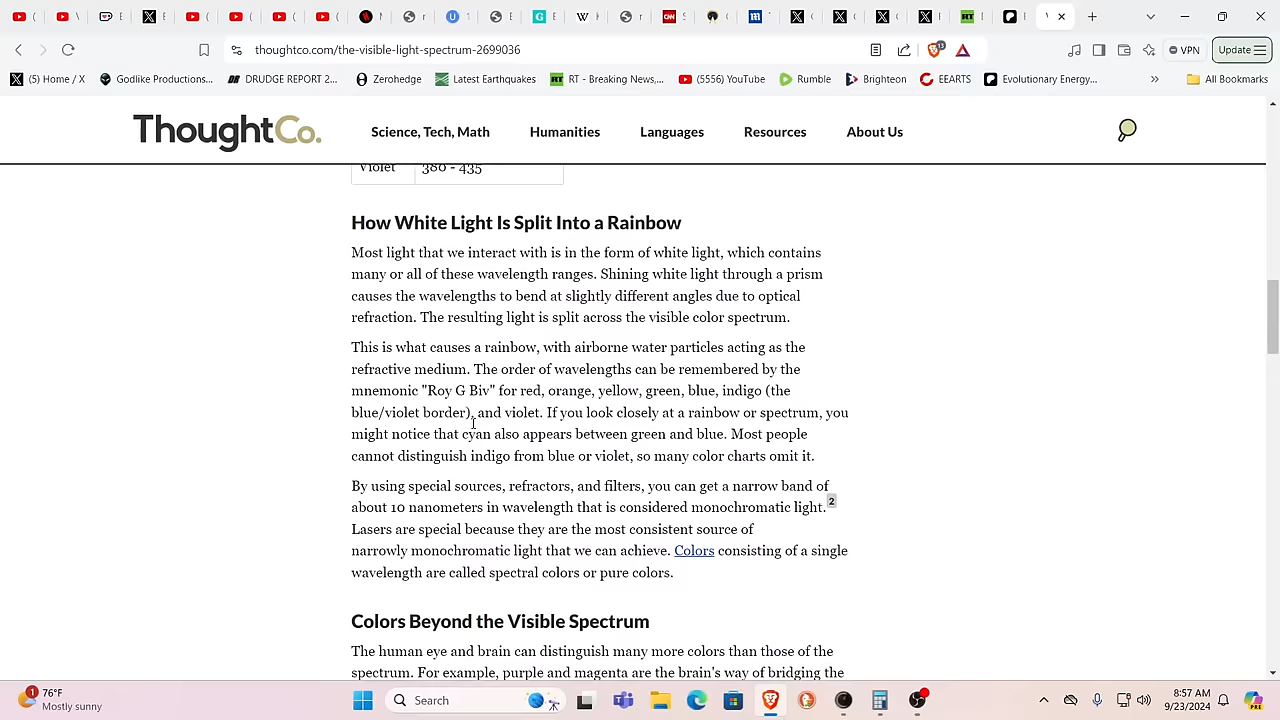 thoughtco.com/the-visible-light-spectrum-2699036
13
VPN
Update
(5) Home / X
Godlike Productions...
DRUDGE REPORT 2...
Zerohedge
Latest Earthquakes
RT - Breaking News,...
(5556) YouTube
Rumble
Brighteon
EEARTS
Evolutionary Energy...
»
All Bookmarks
ThoughtCo.
Science, Tech, Math
Humanities
Languages
Resources
About Us
Violet 380 - 435
How White Light Is Split Into a Rainbow
Most light that we interact with is in the form of white light, which contains
many or all of these wavelength ranges. Shining white light through a prism
causes the wavelengths to bend at slightly different angles due to optical
refraction. The resulting light is split across the visible color spectrum.
This is what causes a rainbow, with airborne water particles acting as the
refractive medium. The order of wavelengths can be remembered by the
mnemonic "Roy G Biv" for red, orange, yellow, green, blue, indigo (the
blue/violet border), and violet. If you look closely at a rainbow or spectrum, you
might notice that cyan also appears between green and blue. Most people
cannot distinguish indigo from blue or violet, so many color charts omit it.
By using special sources, refractors, and filters, you can get a narrow band of
about 10 nanometers in wavelength that is considered monochromatic light. 2
Lasers are special because they are the most consistent source of
narrowly monochromatic light that we can achieve. Colors consisting of a single
wavelength are called spectral colors or pure colors.
Colors Beyond the Visible Spectrum
The human eye and brain can distinguish many more colors than those of the
spectrum. For example, purple and magenta are the brain's way of bridging the
1
76°F
Mostly sunny
Search
8:57 AM
9/23/2024